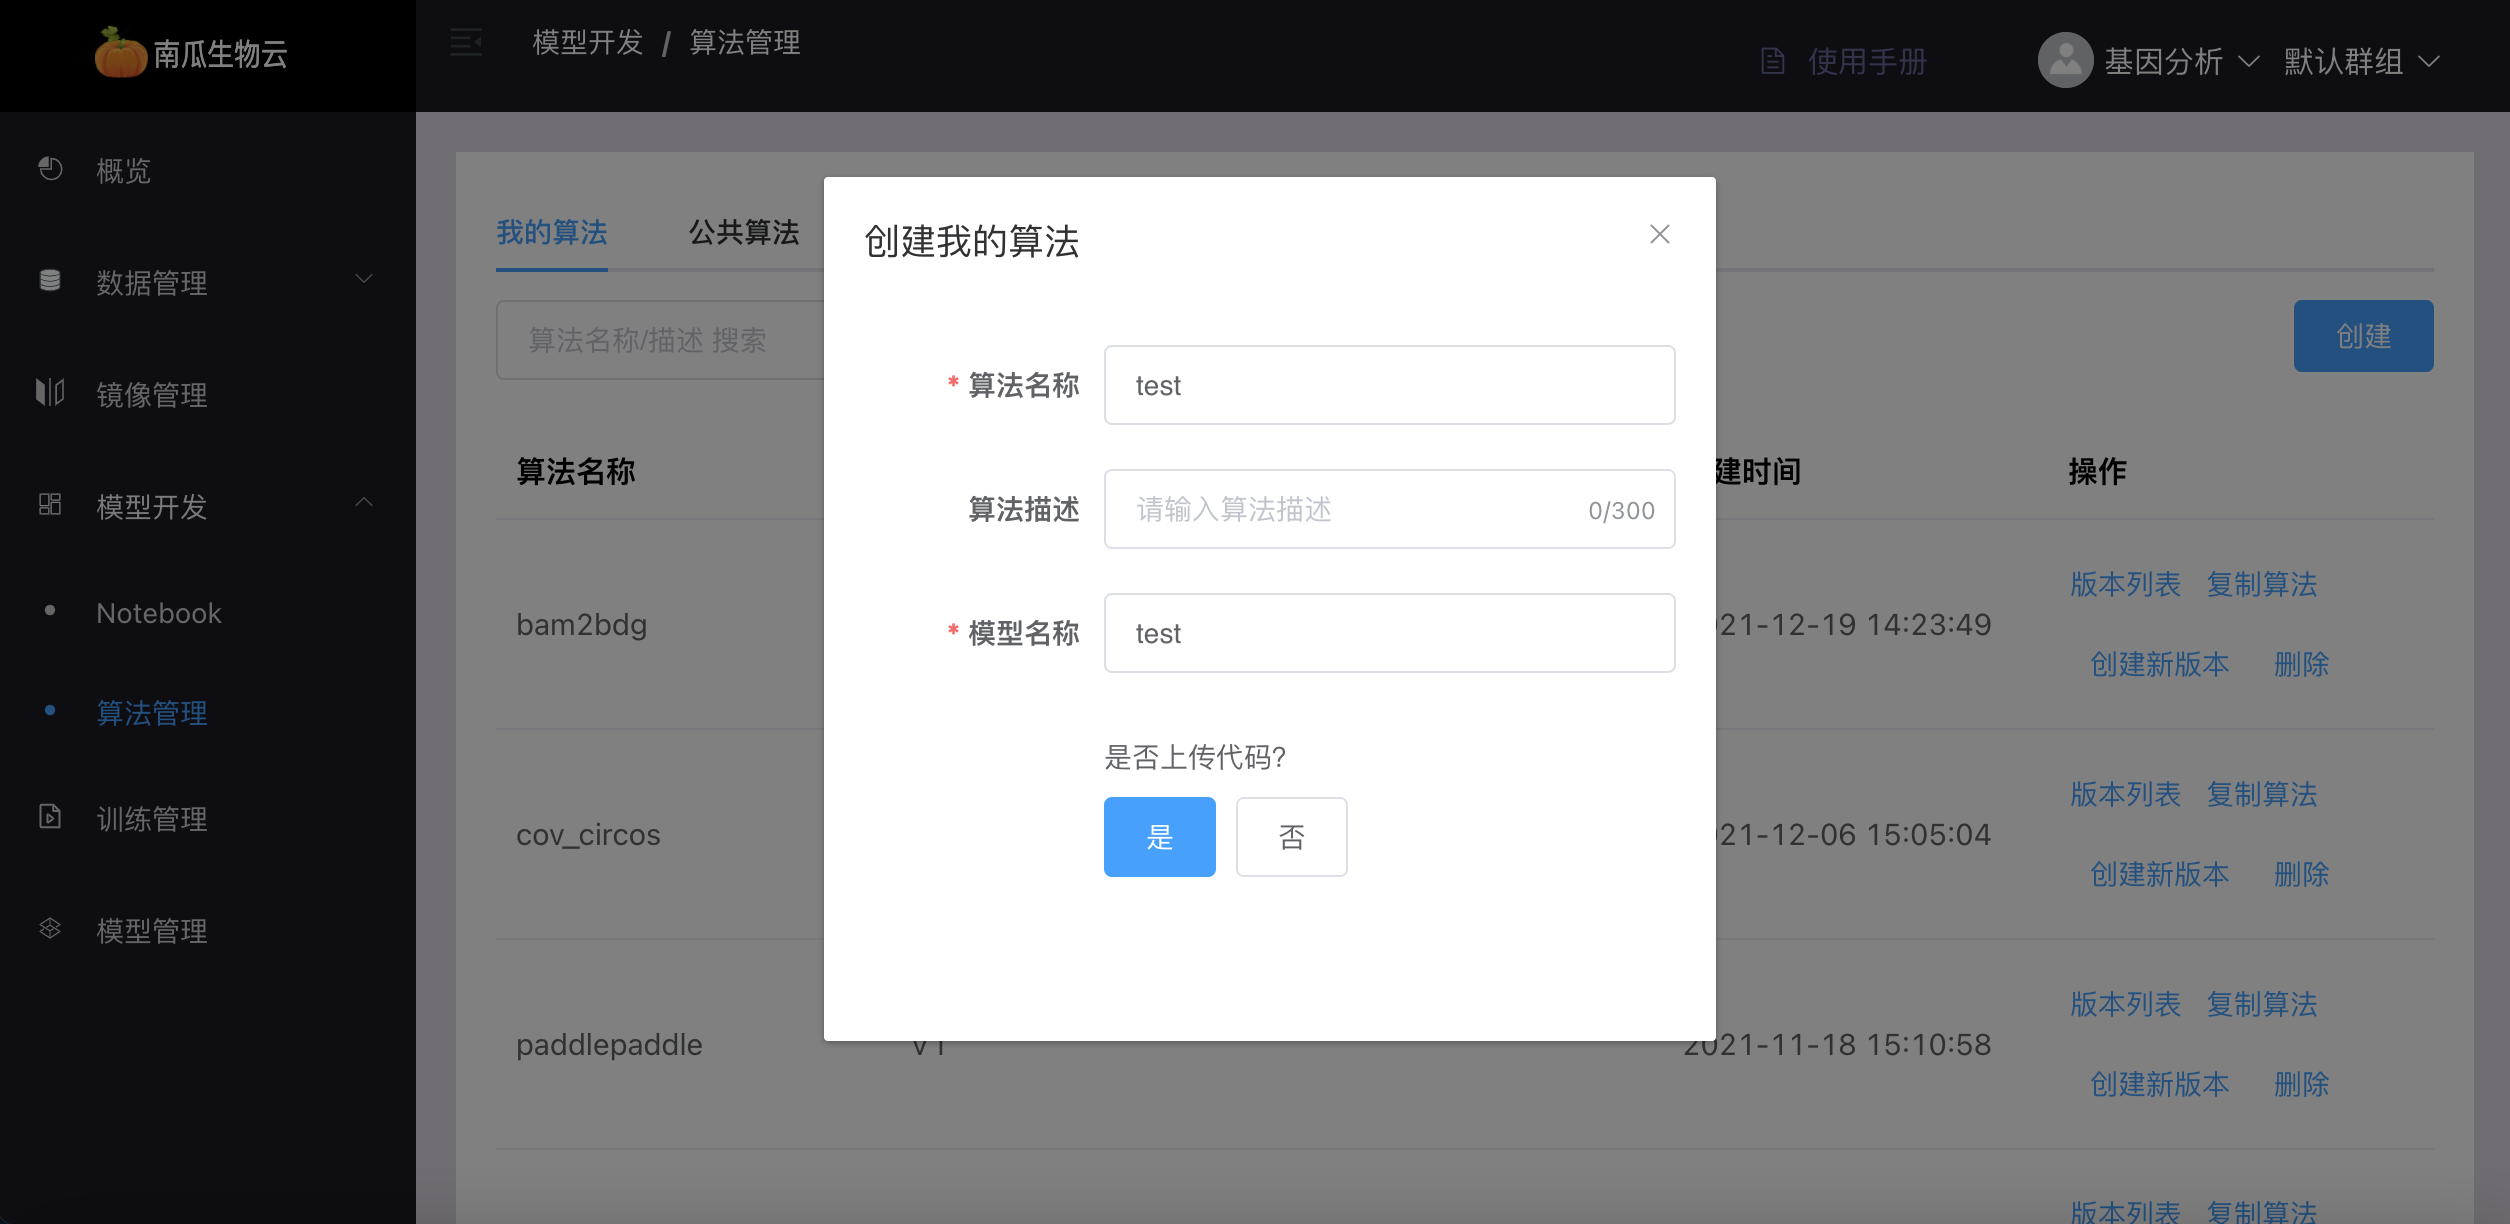 南瓜生物云
模型开发 / 算法管理
使用手册
基因分析
默认群组
概览
数据管理
镜像管理
模型开发
Notebook
算法管理
训练管理
模型管理
我的算法
公共算法
算法名称/描述 搜索
创建
算法名称
建时间
操作
bam2bdg
21-12-19 14:23:49
版本列表 复制算法
创建新版本 删除
cov_circos
21-12-06 15:05:04
版本列表 复制算法
创建新版本 删除
paddlepaddle
V1
2021-11-18 15:10:58
版本列表 复制算法
创建新版本 删除
版本列表 复制算法
创建我的算法
* 算法名称
test
算法描述
请输入算法描述
0/300
* 模型名称
test
是否上传代码?
是
否